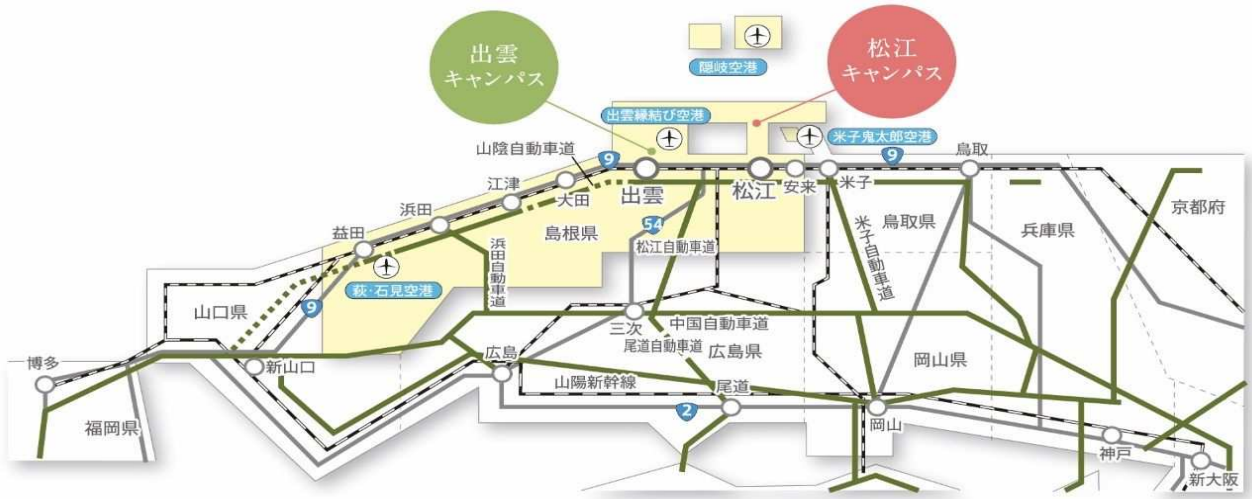 出雲
キャンパス
松江
キャンパス
隠岐空港
出雲縁結び空港
米子鬼太郎空港
山陰自動車道
9
9
鳥取
江津
大田
出雲
松江
安来
米子
浜田
益田
54
島根県
鳥取県
兵庫県
京都府
松江自動車道
米子自動車道
浜田自動車道
萩・石見空港
9
山口県
三次
中国自動車道
尾道自動車道
広島県
岡山県
博多
新山口
広島
山陽新幹線
尾道
2
岡山
福岡県
神戸
新大阪